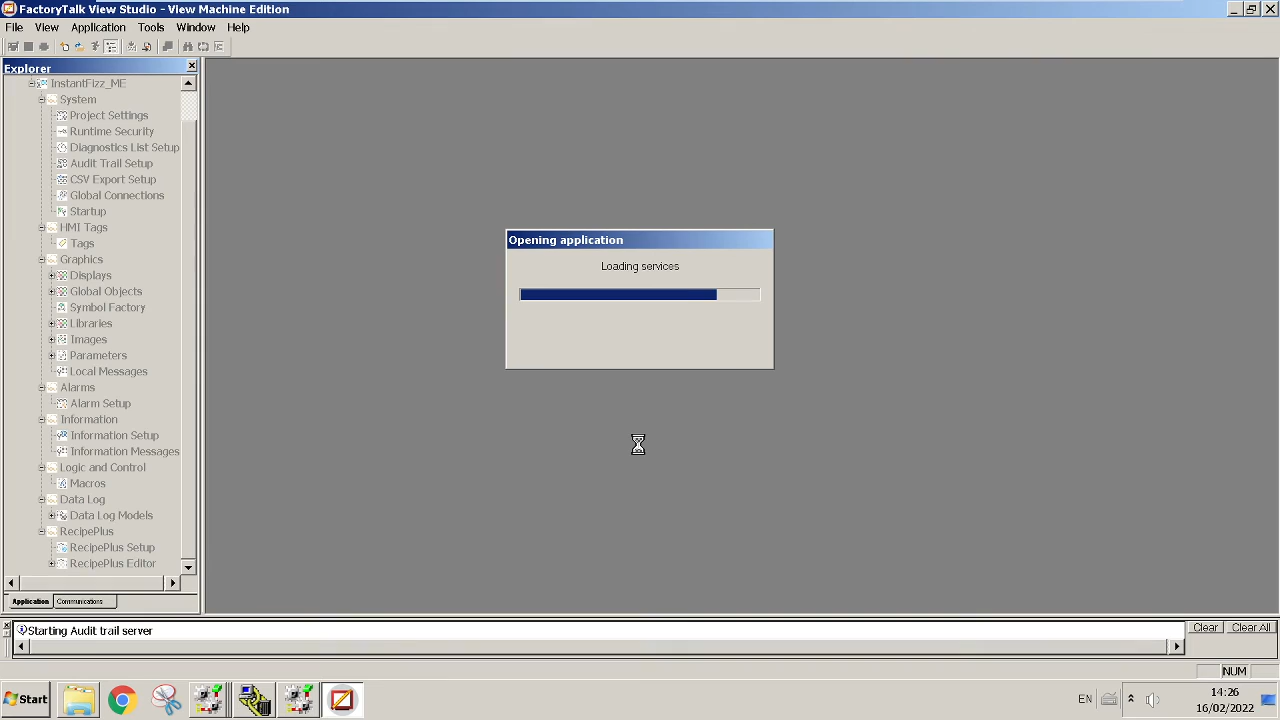 FactoryTalk View Studio - View Machine Edition
File View Application Tools Window Help
Explorer
InstantFizz_ME
System
Project Settings
Runtime Security
Diagnostics List Setup
Audit Trail Setup
CSV Export Setup
Global Connections
Startup
HMI Tags
Tags
Graphics
Displays
Global Objects
Symbol Factory
Libraries
Images
Parameters
Local Messages
Alarms
Alarm Setup
Information
Information Setup
Information Messages
Logic and Control
Macros
Data Log
Data Log Models
RecipePlus
RecipePlus Setup
RecipePlus Editor
Application Communications
Opening application
Loading services
Starting Audit trail server
Clear Clear All
NUM
Start
EN
14:26
16/02/2022